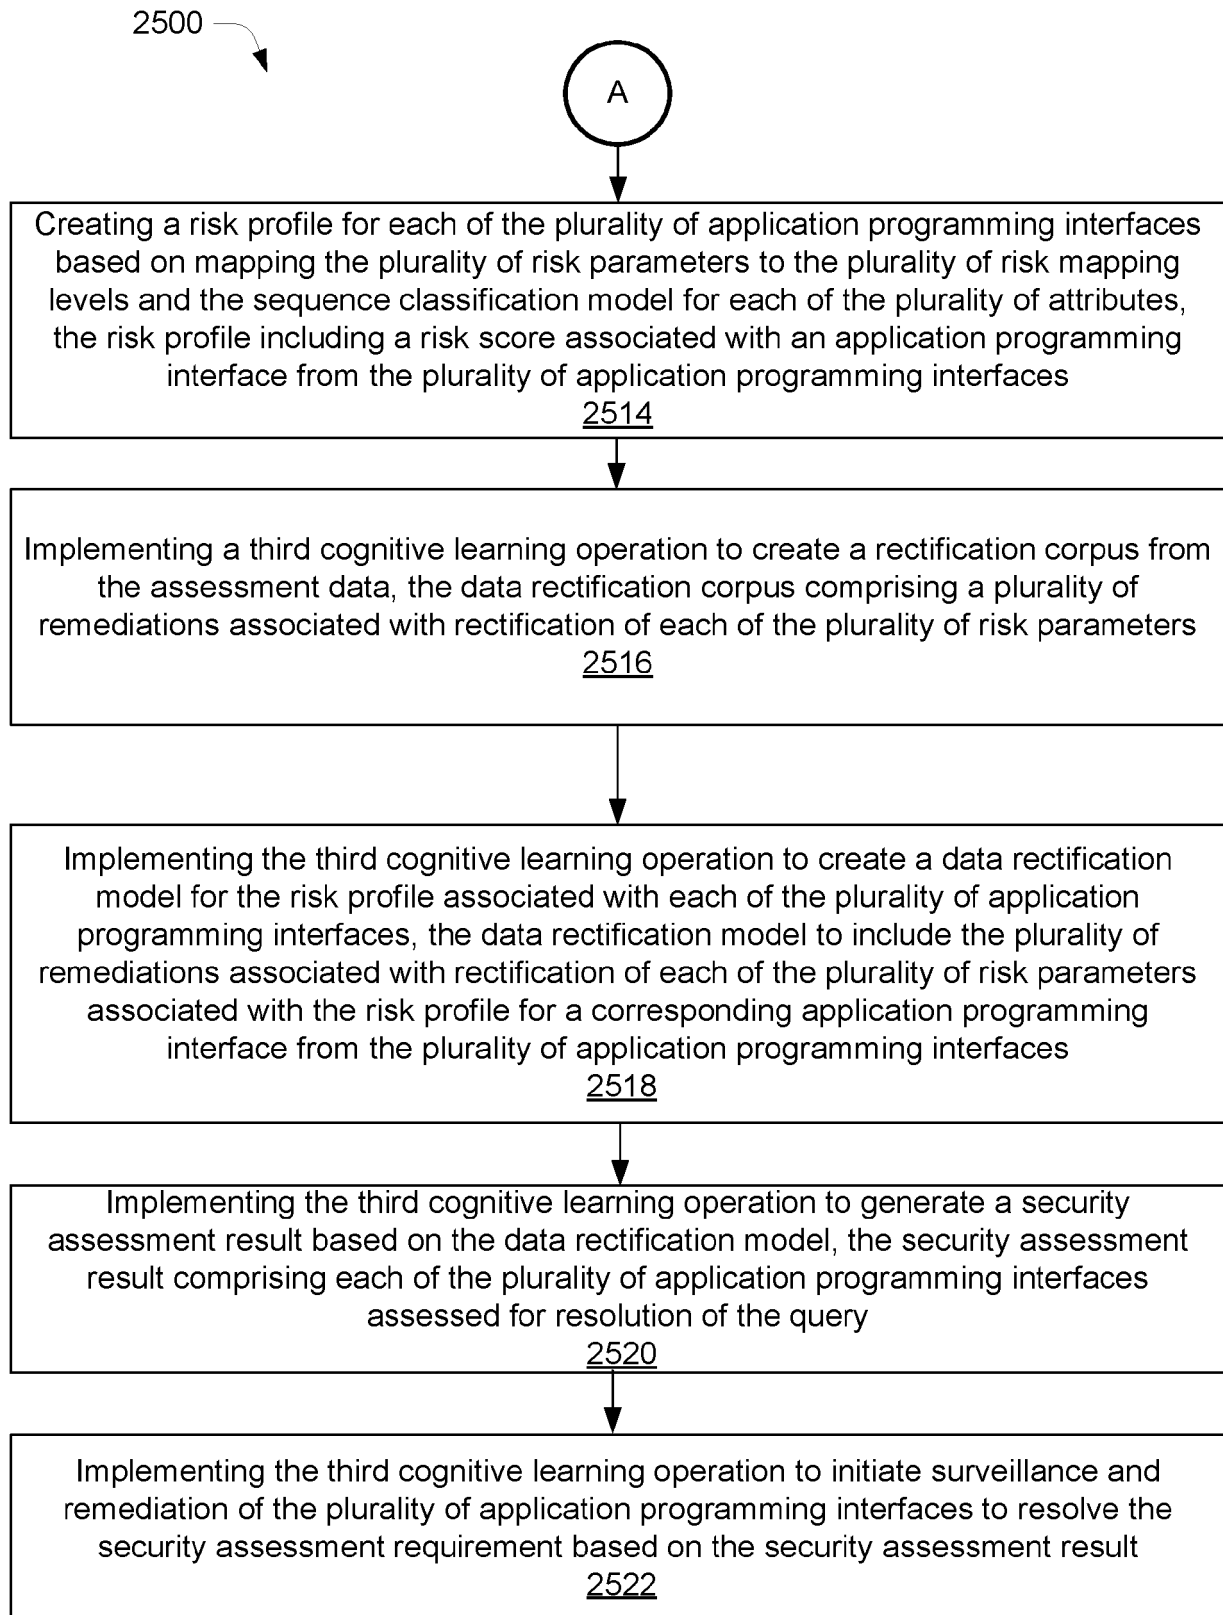 2500
A
Creating a risk profile for each of the plurality of application programming interfaces
based on mapping the plurality of risk parameters to the plurality of risk mapping
levels and the sequence classification model for each of the plurality of attributes,
the risk profile including a risk score associated with an application programming
interface from the plurality of application programming interfaces
2514
Implementing a third cognitive learning operation to create a rectification corpus from
the assessment data, the data rectification corpus comprising a plurality of
remediations associated with rectification of each of the plurality of risk parameters
2516
Implementing the third cognitive learning operation to create a data rectification
model for the risk profile associated with each of the plurality of application
programming interfaces, the data rectification model to include the plurality of
remediations associated with rectification of each of the plurality of risk parameters
associated with the risk profile for a corresponding application programming
interface from the plurality of application programming interfaces
2518
Implementing the third cognitive learning operation to generate a security
assessment result based on the data rectification model, the security assessment
result comprising each of the plurality of application programming interfaces
assessed for resolution of the query
2520
Implementing the third cognitive learning operation to initiate surveillance and
remediation of the plurality of application programming interfaces to resolve the
security assessment requirement based on the security assessment result
2522